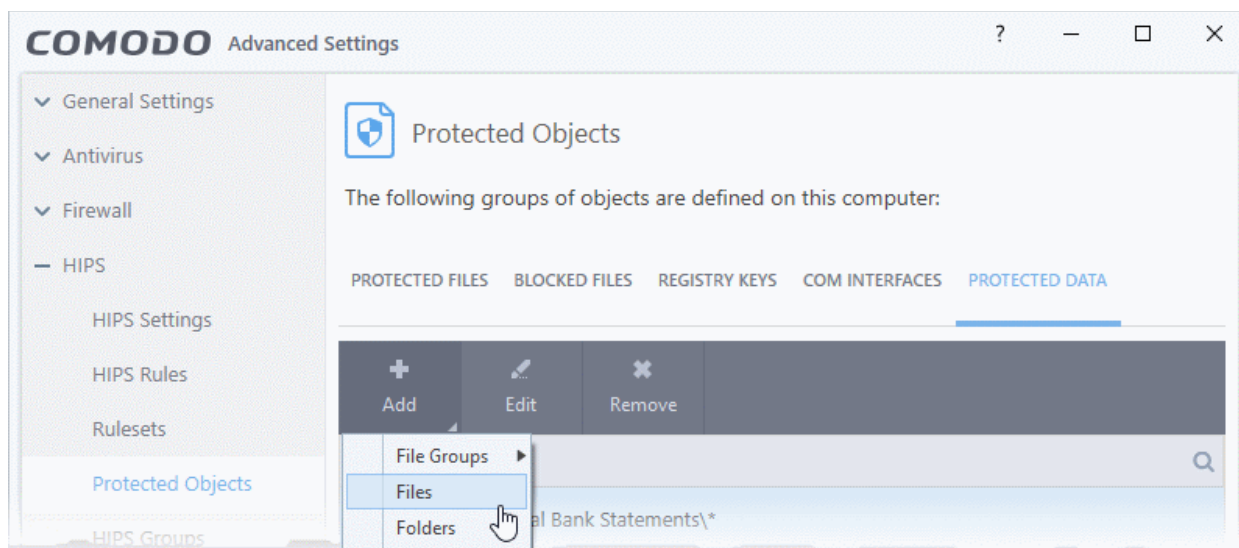 COMODO Advanced Settings
?
General Settings
Antivirus
Firewall
HIPS
HIPS Settings
HIPS Rules
Rulesets
Protected Objects
HIPS Groups
Protected Objects
The following groups of objects are defined on this computer:
PROTECTED FILES BLOCKED FILES REGISTRY KEYS COM INTERFACES PROTECTED DATA
Add Edit Remove
File Groups
Files
Folders
al Bank Statements\*